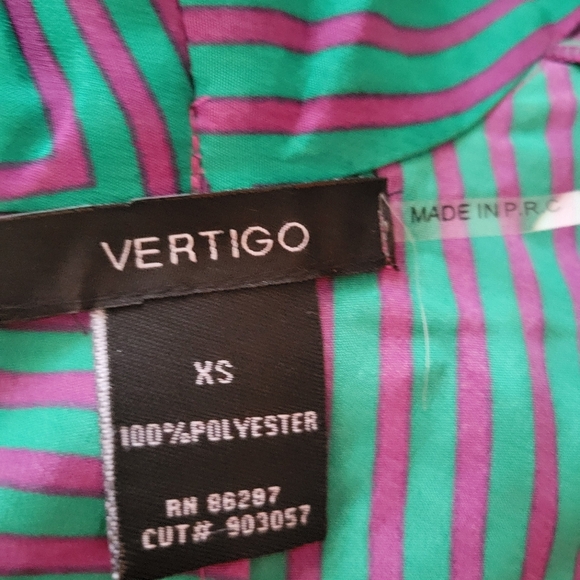 VERTIGO
MADE IN P.R.C
XS
100% POLYESTER
RN 86297
CUT# 903057